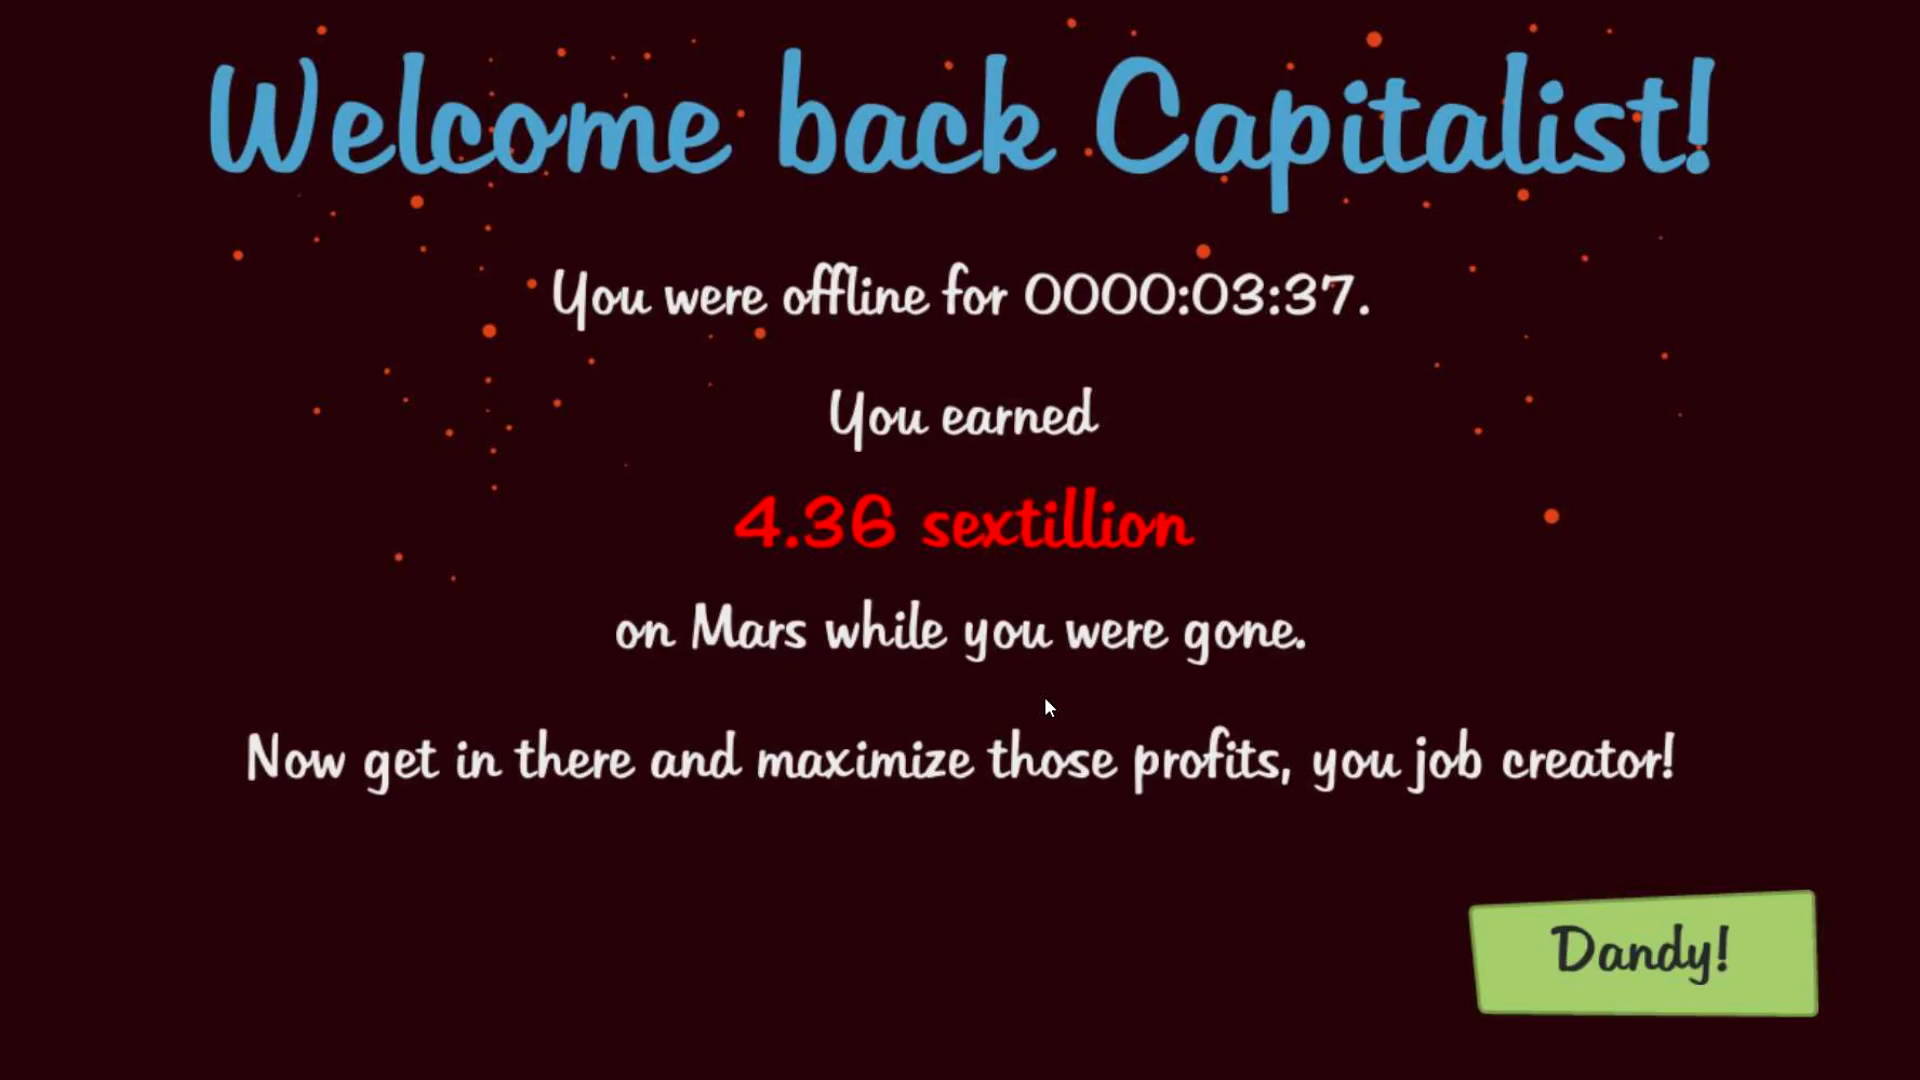 Welcome back Capitalist!
You were offline for 0000:03:37.
You earned
4.36 sextillion
on Mars while you were gone.
Now get in there and maximize those profits, you job creator!
Dandy!